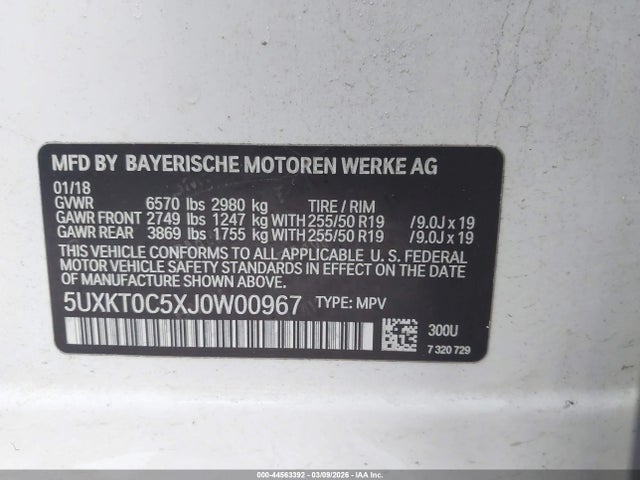 MFD BY BAYERISCHE MOTOREN WERKE AG
01/18
GVWR 6570 lbs 2980 kg TIRE / RIM
GAWR FRONT 2749 lbs 1247 kg WITH 255/50 R19 /9.0J x 19
GAWR REAR 3869 lbs 1755 kg WITH 255/50 R19 /9.0J x 19
THIS VEHICLE CONFORMS TO ALL APPLICABLE U. S. FEDERAL
MOTOR VEHICLE SAFETY STANDARDS IN EFFECT ON THE
DATE OF MANUFACTURE SHOWN ABOVE.
5UXKT0C5XJ0W00967 TYPE: MPV
300U
7 320 729
000-44563392 - 03/09/2026 - IAAI.COM